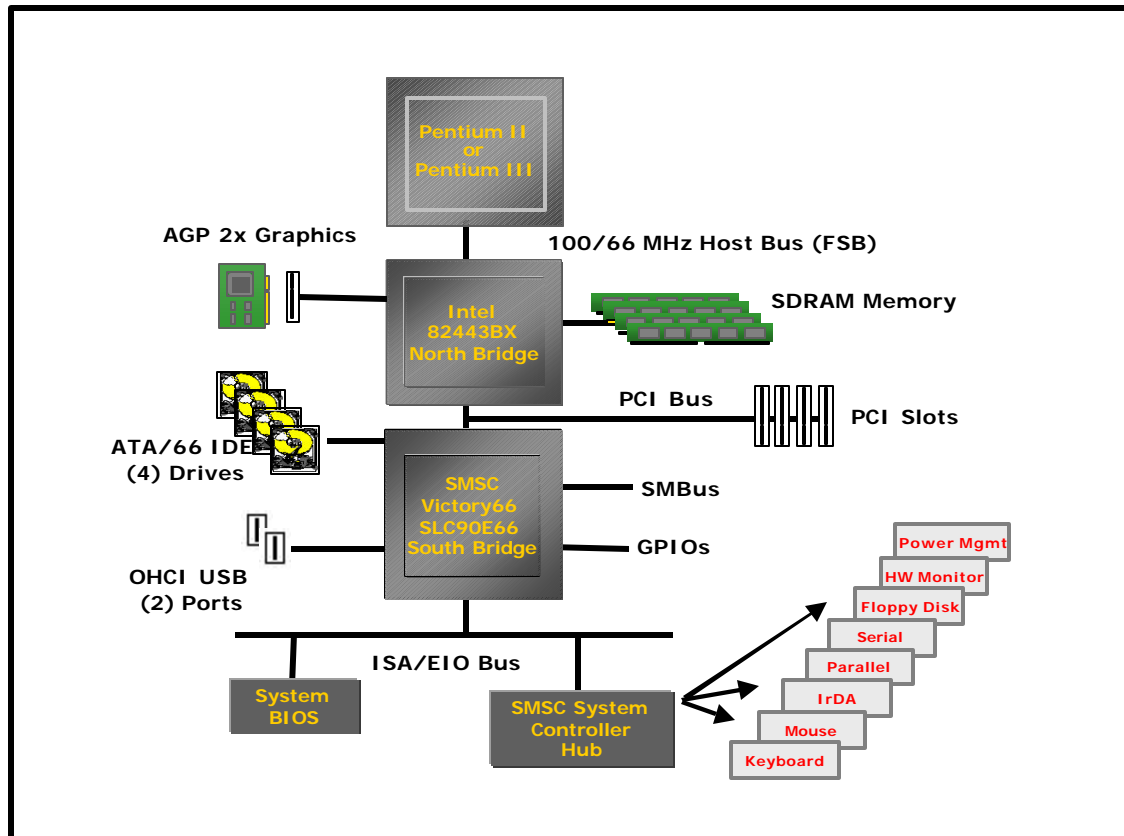 Pentium II
or
Pentium III
AGP 2x Graphics
100/66 MHz Host Bus (FSB)
Intel
82443BX
North Bridge
SDRAM Memory
PCI Bus
PCI Slots
ATA/66 IDE
(4) Drives
SMSC
Victory66
SLC90E66
South Bridge
SMBus
GPIOs
OHCI USB
(2) Ports
Power Mgmt
HW Monitor
Floppy Disk
Serial
Parallel
IrDA
Mouse
Keyboard
ISA/EIO Bus
System
BIOS
SMSC System
Controller
Hub